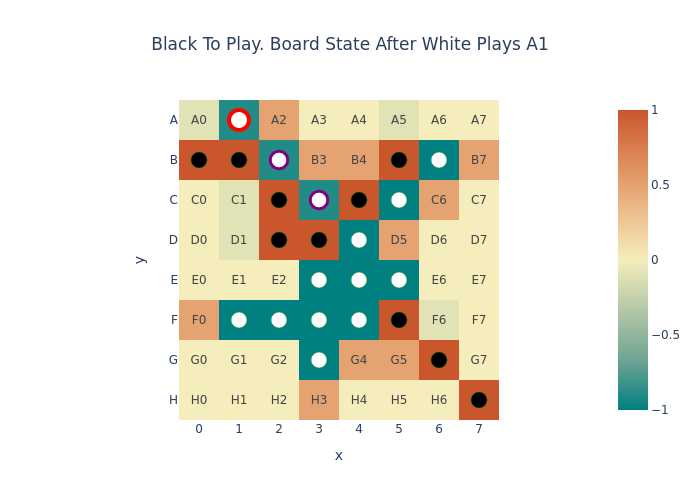 Black To Play. Board State After White Plays A1
A A0 A2 A3 A4 A5 A6 A7 1
B B3 B4 B7
C C0 C1 C6 C7 0.5
D D0 D1 D5 D6 D7
y 0
E E0 E1 E2 E6 E7
F F0 F6 F7 −0.5
G G0 G1 G2 G4 G5 G7
H H0 H1 H2 H3 H4 H5 H6 −1
0 1 2 3 4 5 6 7
x